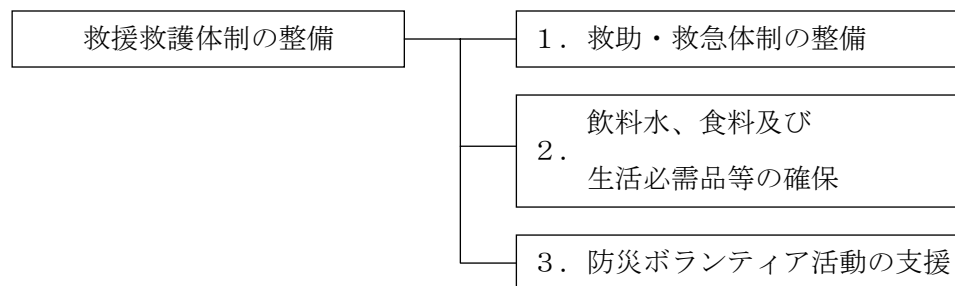 救援救護体制の整備
１．救助・救急体制の整備
２．
飲料水、食料及び
生活必需品等の確保
３．防災ボランティア活動の支援